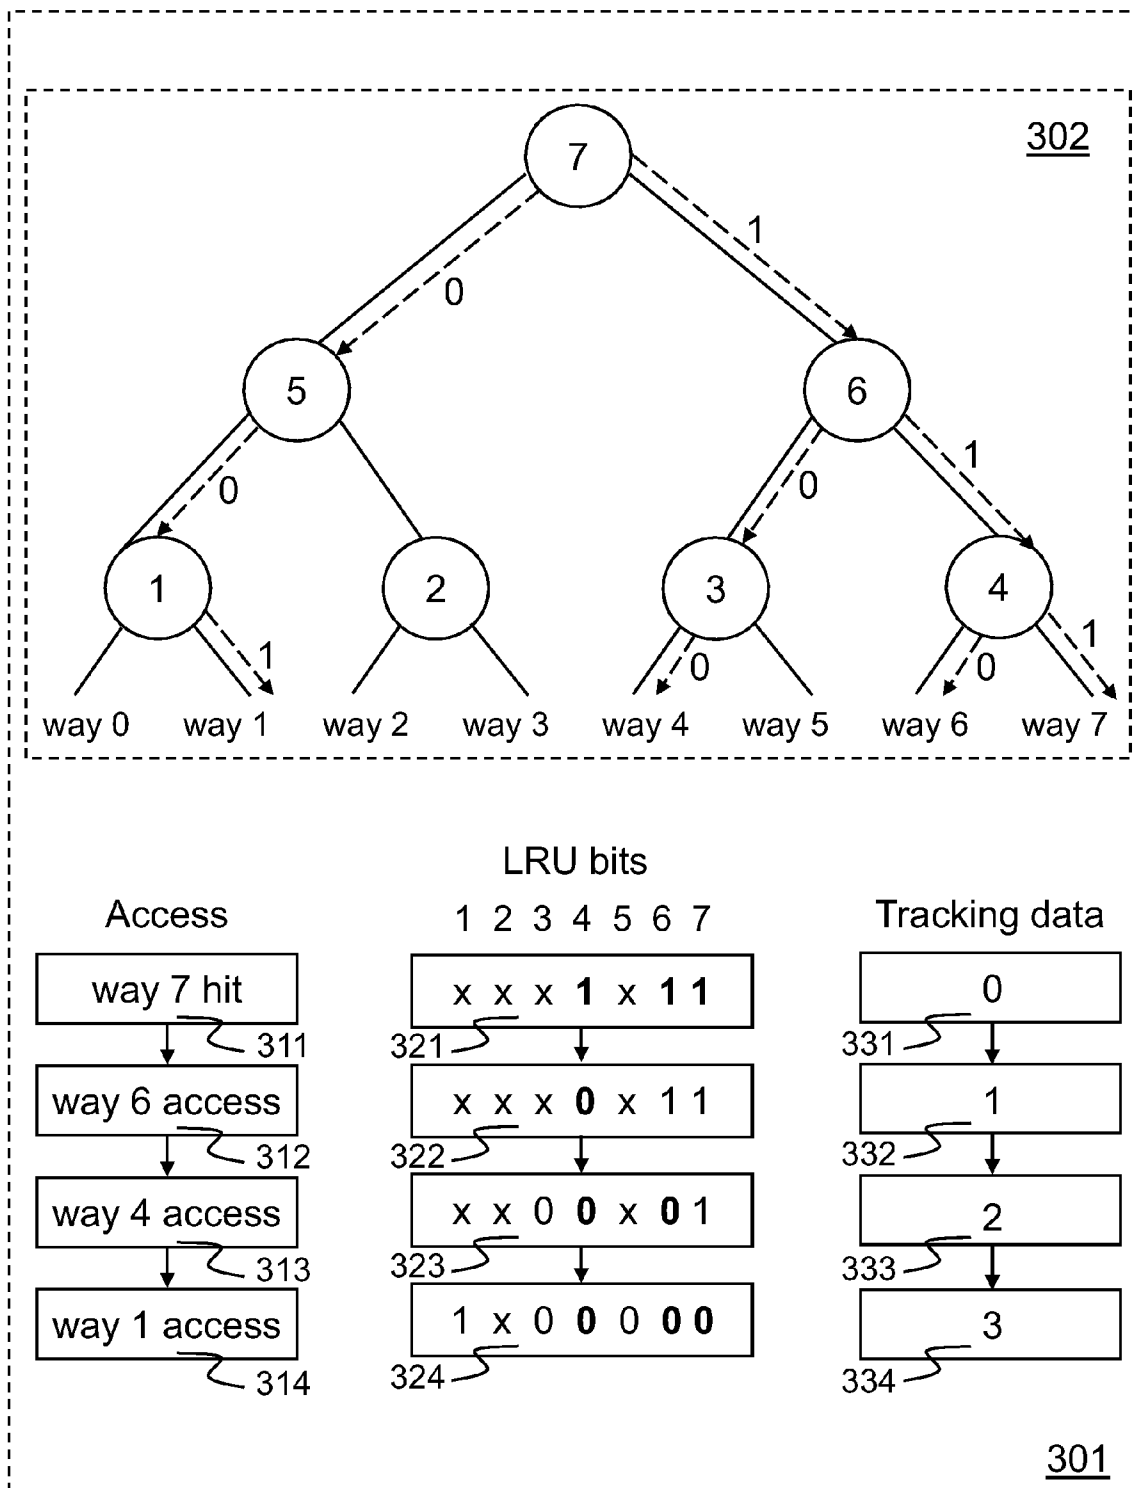 302
7
1
0
5
6
0
0
1
1
2
3
4
1
0
0
1
way 0 way 1 way 2 way 3 way 4 way 5 way 6 way 7
LRU bits
Access
1 2 3 4 5 6 7
Tracking data
way 7 hit
x x x 1 x 1 1
0
311
321
331
way 6 access
x x x 0 x 1 1
1
312
322
332
way 4 access
x x 0 0 x 0 1
2
313
323
333
way 1 access
1 x 0 0 0 0 0
3
314
324
334
301